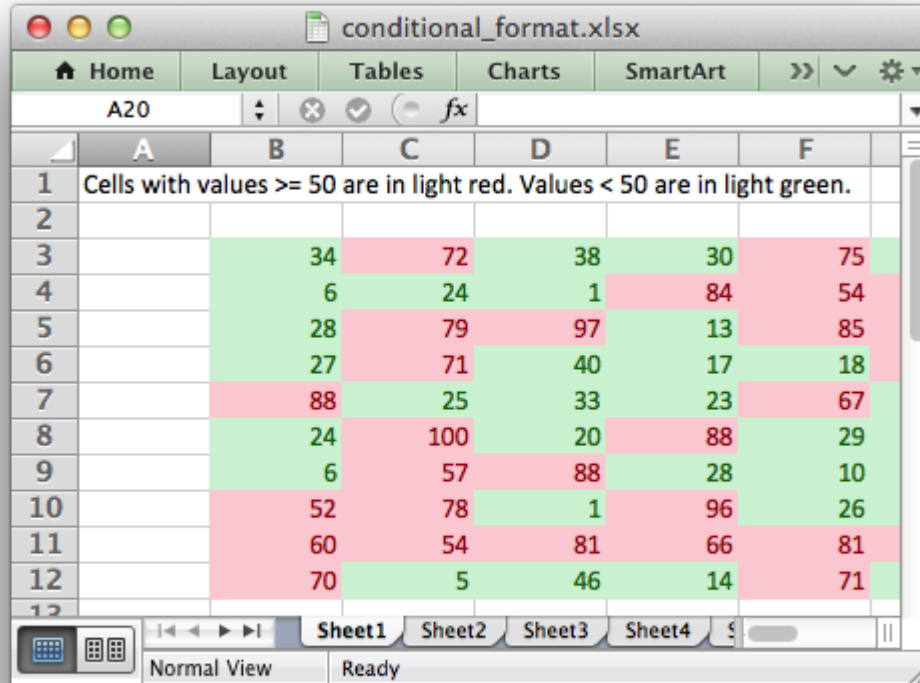 conditional_format.xlsx
Home Layout Tables Charts SmartArt
A20 fx
A B C D E F
1 Cells with values >= 50 are in light red. Values < 50 are in light green.
2
3 34 72 38 30 75
4 6 24 1 84 54
5 28 79 97 13 85
6 27 71 40 17 18
7 88 25 33 23 67
8 24 100 20 88 29
9 6 57 88 28 10
10 52 78 1 96 26
11 60 54 81 66 81
12 70 5 46 14 71
13
Sheet1 Sheet2 Sheet3 Sheet4
Normal View Ready